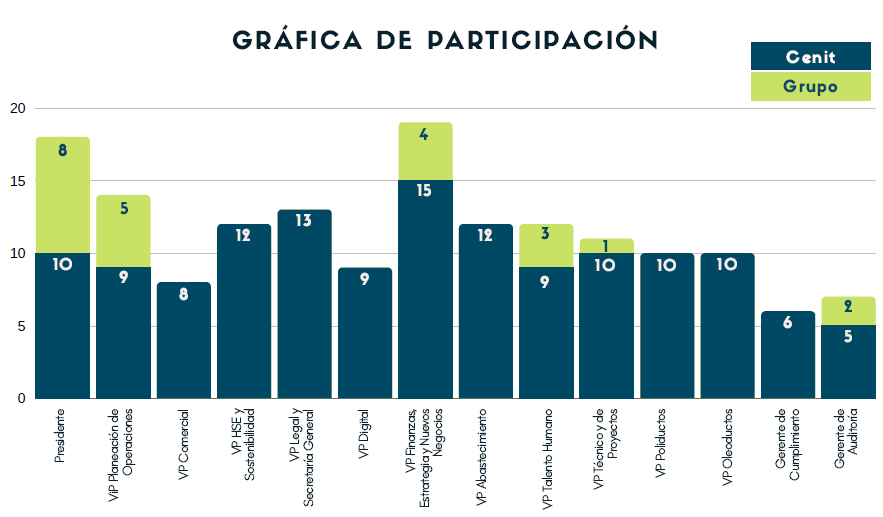 GRÁFICA DE PARTICIPACIÓN
Cenit
Grupo
20
15
10
5
0
8
10
5
9
8
12
13
9
4
15
12
3
9
1
10
10
10
6
2
5
Presidente
ViP Planeación de
Operaciones
VP Comercial
VP HSE y
Sostenibilidad
VP Legal y
Secretaría General
VP Digital
VP Finanzas,
Estrategia y Nuevos
Negocios
VP Abastecimiento
VP Talento Humano
VP Técnico y de
Proyectos
VP Poliductos
VP Oleoductos
Gerente de
Cumplimiento
Gerente de
Auditoría